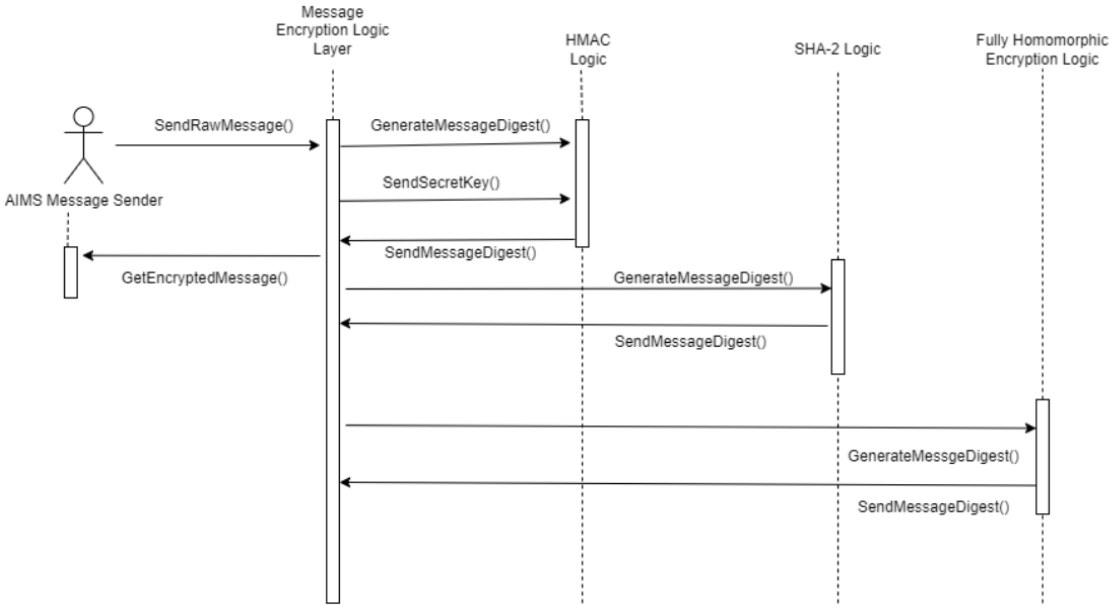 Message
Encryption Logic
Layer
HMAC
Logic
SHA-2 Logic
Fully Homomorphic
Encryption Logic
SendRawMessage()
GenerateMessageDigest()
SendSecretKey()
AIMS Message Sender
SendMessageDigest()
GetEncryptedMessage()
GenerateMessageDigest()
SendMessageDigest()
GenerateMessgeDigest()
SendMessageDigest()